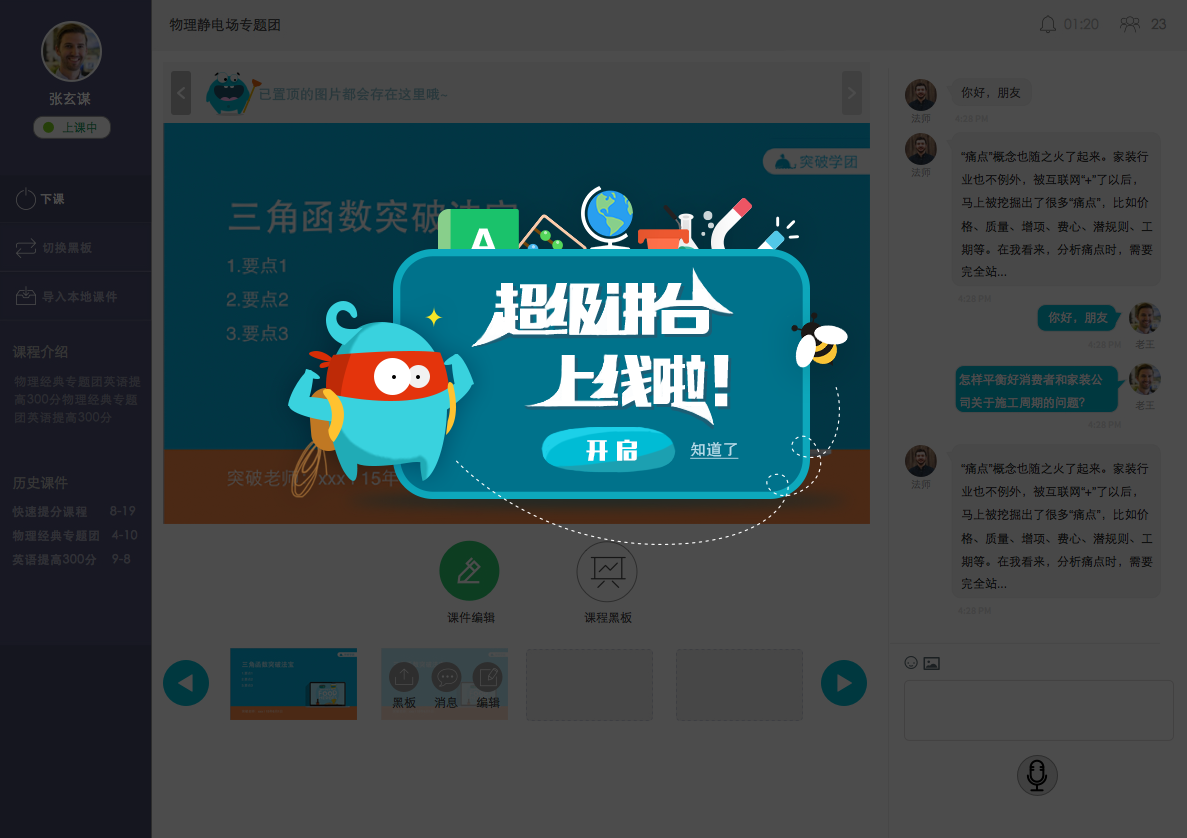 张玄谋
上课中
下课
切换黑板
导入本地课件
课程介绍
物理经典专题团英语提
高300分物理经典专题
团英语提高300分
历史课件
快速提分课程 8-19
物理经典专题团 4-10
英语提高300分 9-8
物理静电场专题团
01:20 23
已置顶的图片都会存在这里哦~
突破学团
三角函数突破法宝
1.要点1
2.要点2
3.要点3
A
超级讲台
上线啦!
开启 知道了
突破老师 xxx 15年
课件编辑 课程黑板
三角函数突破法宝
黑板 消息 编辑
你好，朋友
法师 4:28 PM
“痛点”概念也随之火了起来。家装行
业也不例外，被互联网“+”了以后，
马上被挖掘出了很多“痛点”，比如价
格、质量、增项、费心、潜规则、工
期等。在我看来，分析痛点时，需要
完全站...
法师
4:28 PM
你好，朋友
4:28 PM 老王
怎样平衡好消费者和家装公
司关于施工周期的问题?
老王
4:28 PM
“痛点”概念也随之火了起来。家装行
业也不例外，被互联网“+”了以后，
马上被挖掘出了很多“痛点”，比如价
格、质量、增项、费心、潜规则、工
期等。在我看来，分析痛点时，需要
完全站...
法师
4:28 PM